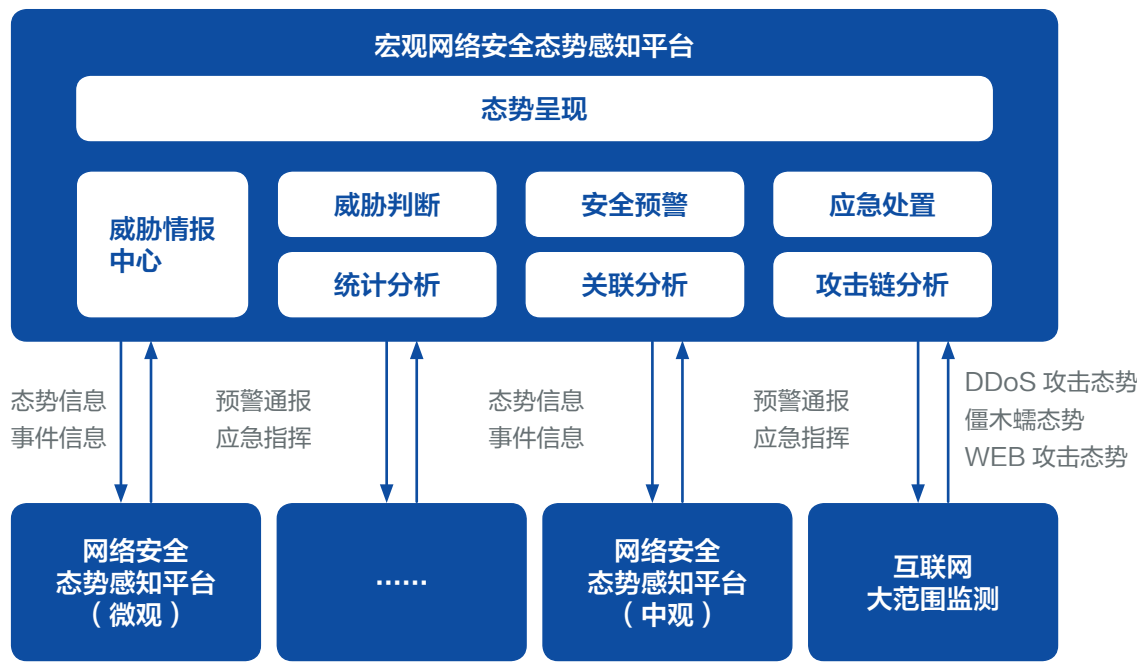 宏观网络安全态势感知平台
态势呈现
威胁情报
中心
威胁判断
安全预警
应急处置
统计分析
关联分析
攻击链分析
态势信息
事件信息
预警通报
应急指挥
态势信息
事件信息
预警通报
应急指挥
DDoS 攻击态势
僵木蠕态势
WEB 攻击态势
网络安全
态势感知平台
（微观）
······
网络安全
态势感知平台
（中观）
互联网
大范围监测